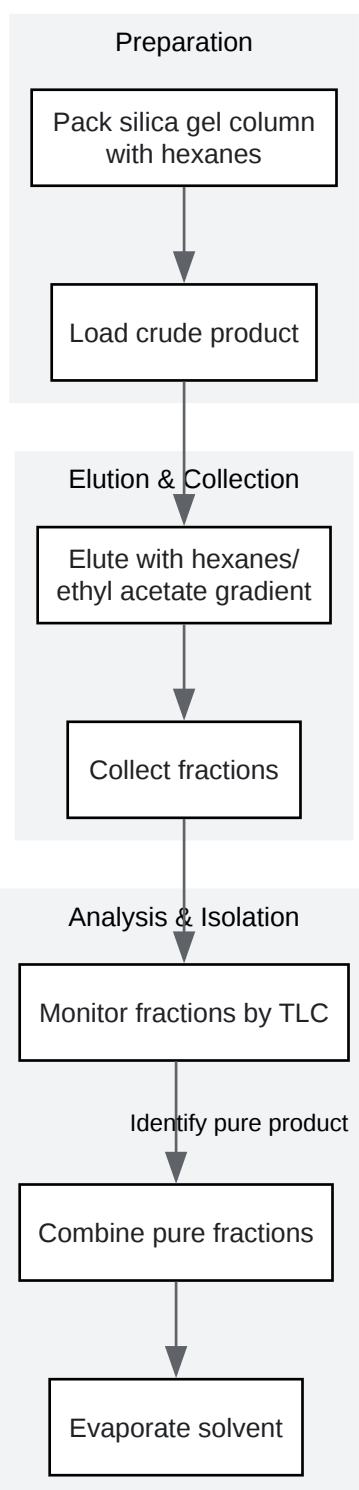 Preparation
Pack silica gel column
with hexanes
Load crude product
Elution & Collection
Elute with hexanes/
ethyl acetate gradient
Collect fractions
Analysis & Isolation
Monitor fractions by TLC
Identify pure product
Combine pure fractions
Evaporate solvent